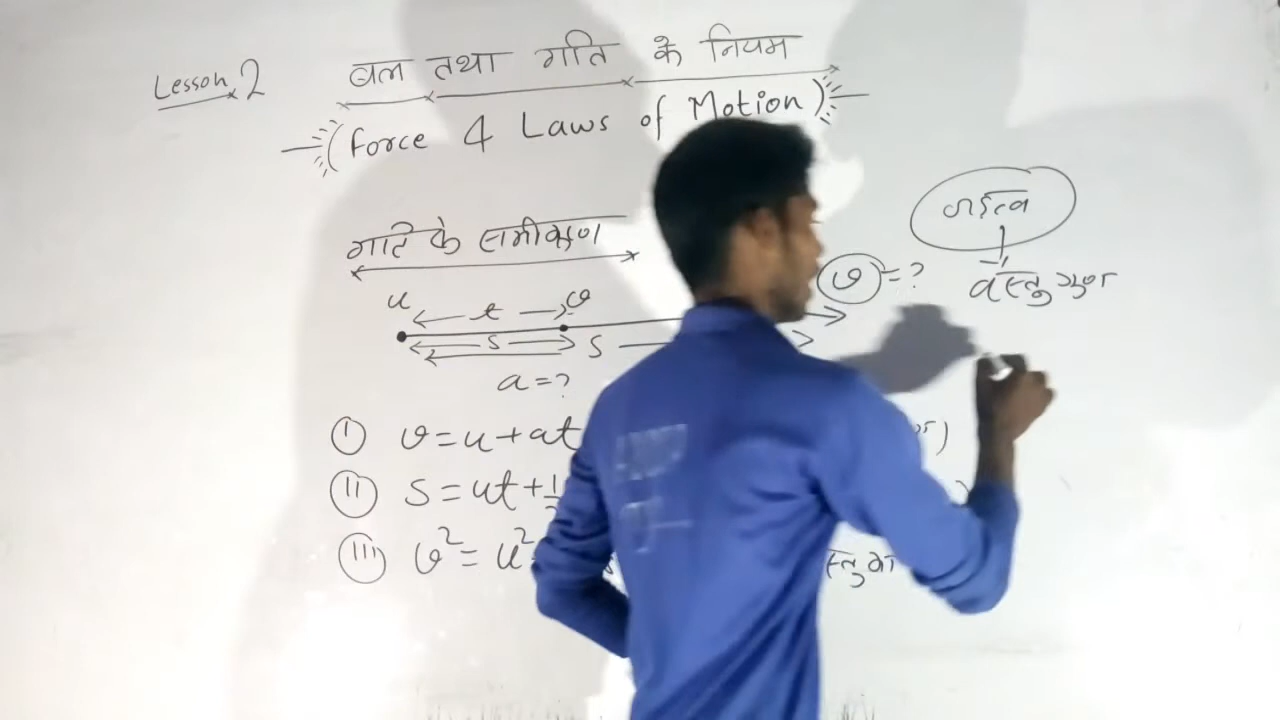 Lesson 2
बल तथा गति के नियम
(Force 4 Laws of Motion)
गति के समीकरण
u t v
v = ?
s
S
a = ?
जड़त्व
वस्तु गुण
I v = u + at
II s = ut + 1
III v² = u²
स्तु का